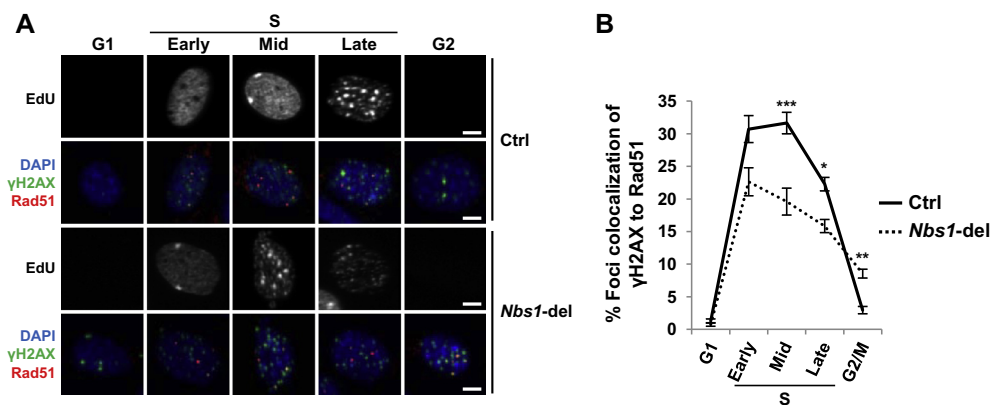 A
S
G1 Early Mid Late G2
EdU
DAPI
γH2AX
Rad51
Ctrl
EdU
DAPI
γH2AX
Rad51
Nbs1-del
B
% Foci colocalization of
γH2AX to Rad51
35
30
25
20
15
10
5
0
***
*
**
G1 Early Mid Late G2/M
S
Ctrl
Nbs1-del